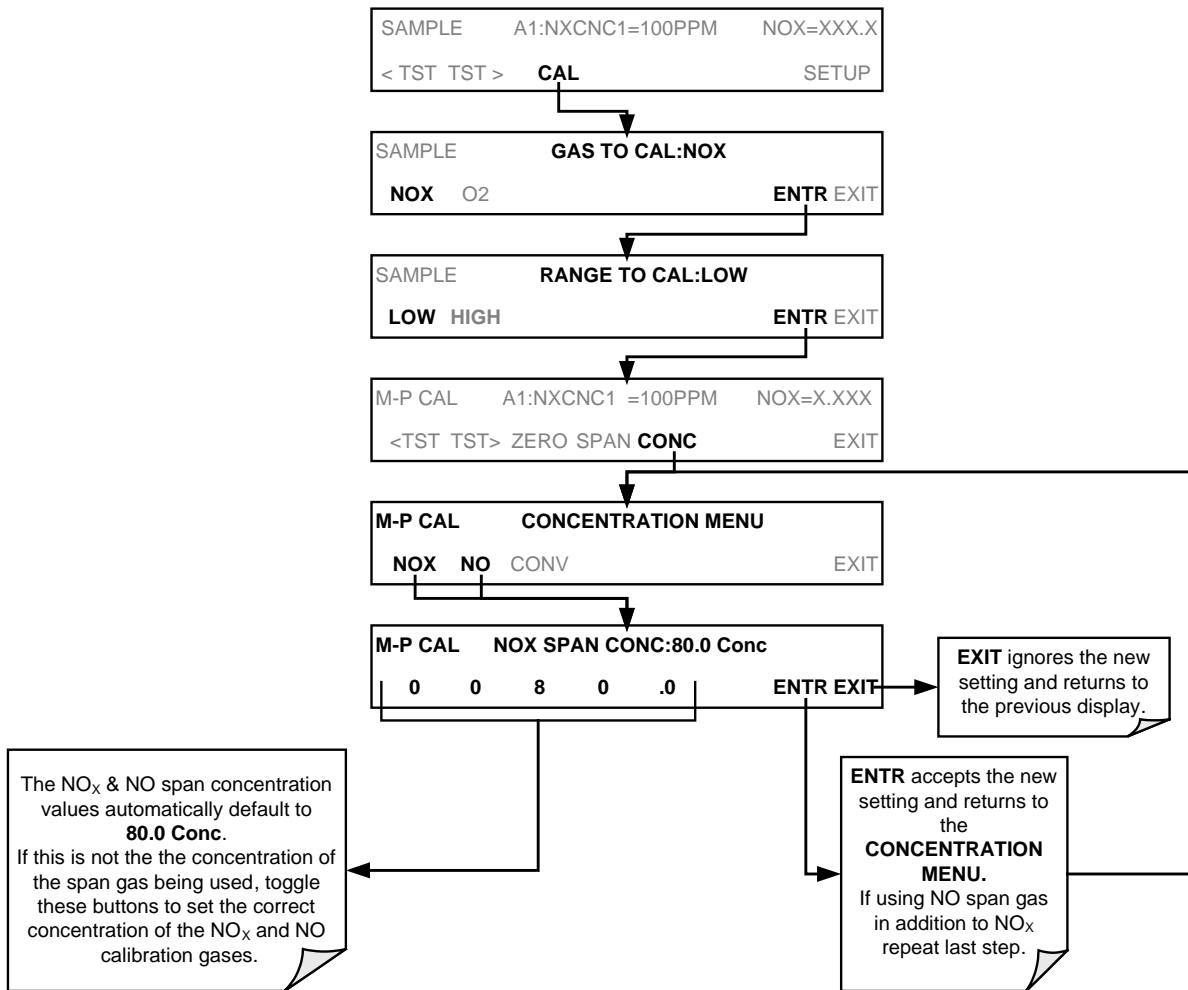 SAMPLE A1:NXCNC1=100PPM NOX=XXX.X
< TST TST > CAL SETUP
SAMPLE GAS TO CAL:NOX
NOX O2 ENTR EXIT
SAMPLE RANGE TO CAL:LOW
LOW HIGH ENTR EXIT
M-P CAL A1:NXCNC1 =100PPM NOX=X.XXX
<TST TST> ZERO SPAN CONC EXIT
M-P CAL CONCENTRATION MENU
NOX NO CONV EXIT
M-P CAL NOX SPAN CONC:80.0 Conc
0 0 8 0 .0 ENTR EXIT
EXIT ignores the new
setting and returns to
the previous display.
The NOX & NO span concentration
values automatically default to
80.0 Conc.
If this is not the the concentration of
the span gas being used, toggle
these buttons to set the correct
concentration of the NOX and NO
calibration gases.
ENTR accepts the new
setting and returns to
the
CONCENTRATION
MENU.
If using NO span gas
in addition to NOX
repeat last step.